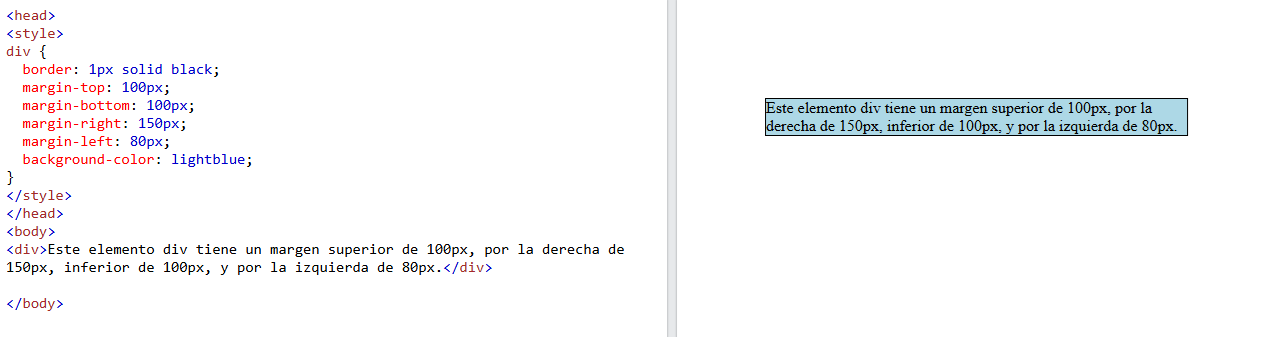 <head>
<style>
div {
  border: 1px solid black;
  margin-top: 100px;
  margin-bottom: 100px;
  margin-right: 150px;
  margin-left: 80px;
  background-color: lightblue;
}
</style>
</head>
<body>
<div>Este elemento div tiene un margen superior de 100px, por la derecha de
150px, inferior de 100px, y por la izquierda de 80px.</div>
</body>
Este elemento div tiene un margen superior de 100px, por la
derecha de 150px, inferior de 100px, y por la izquierda de 80px.